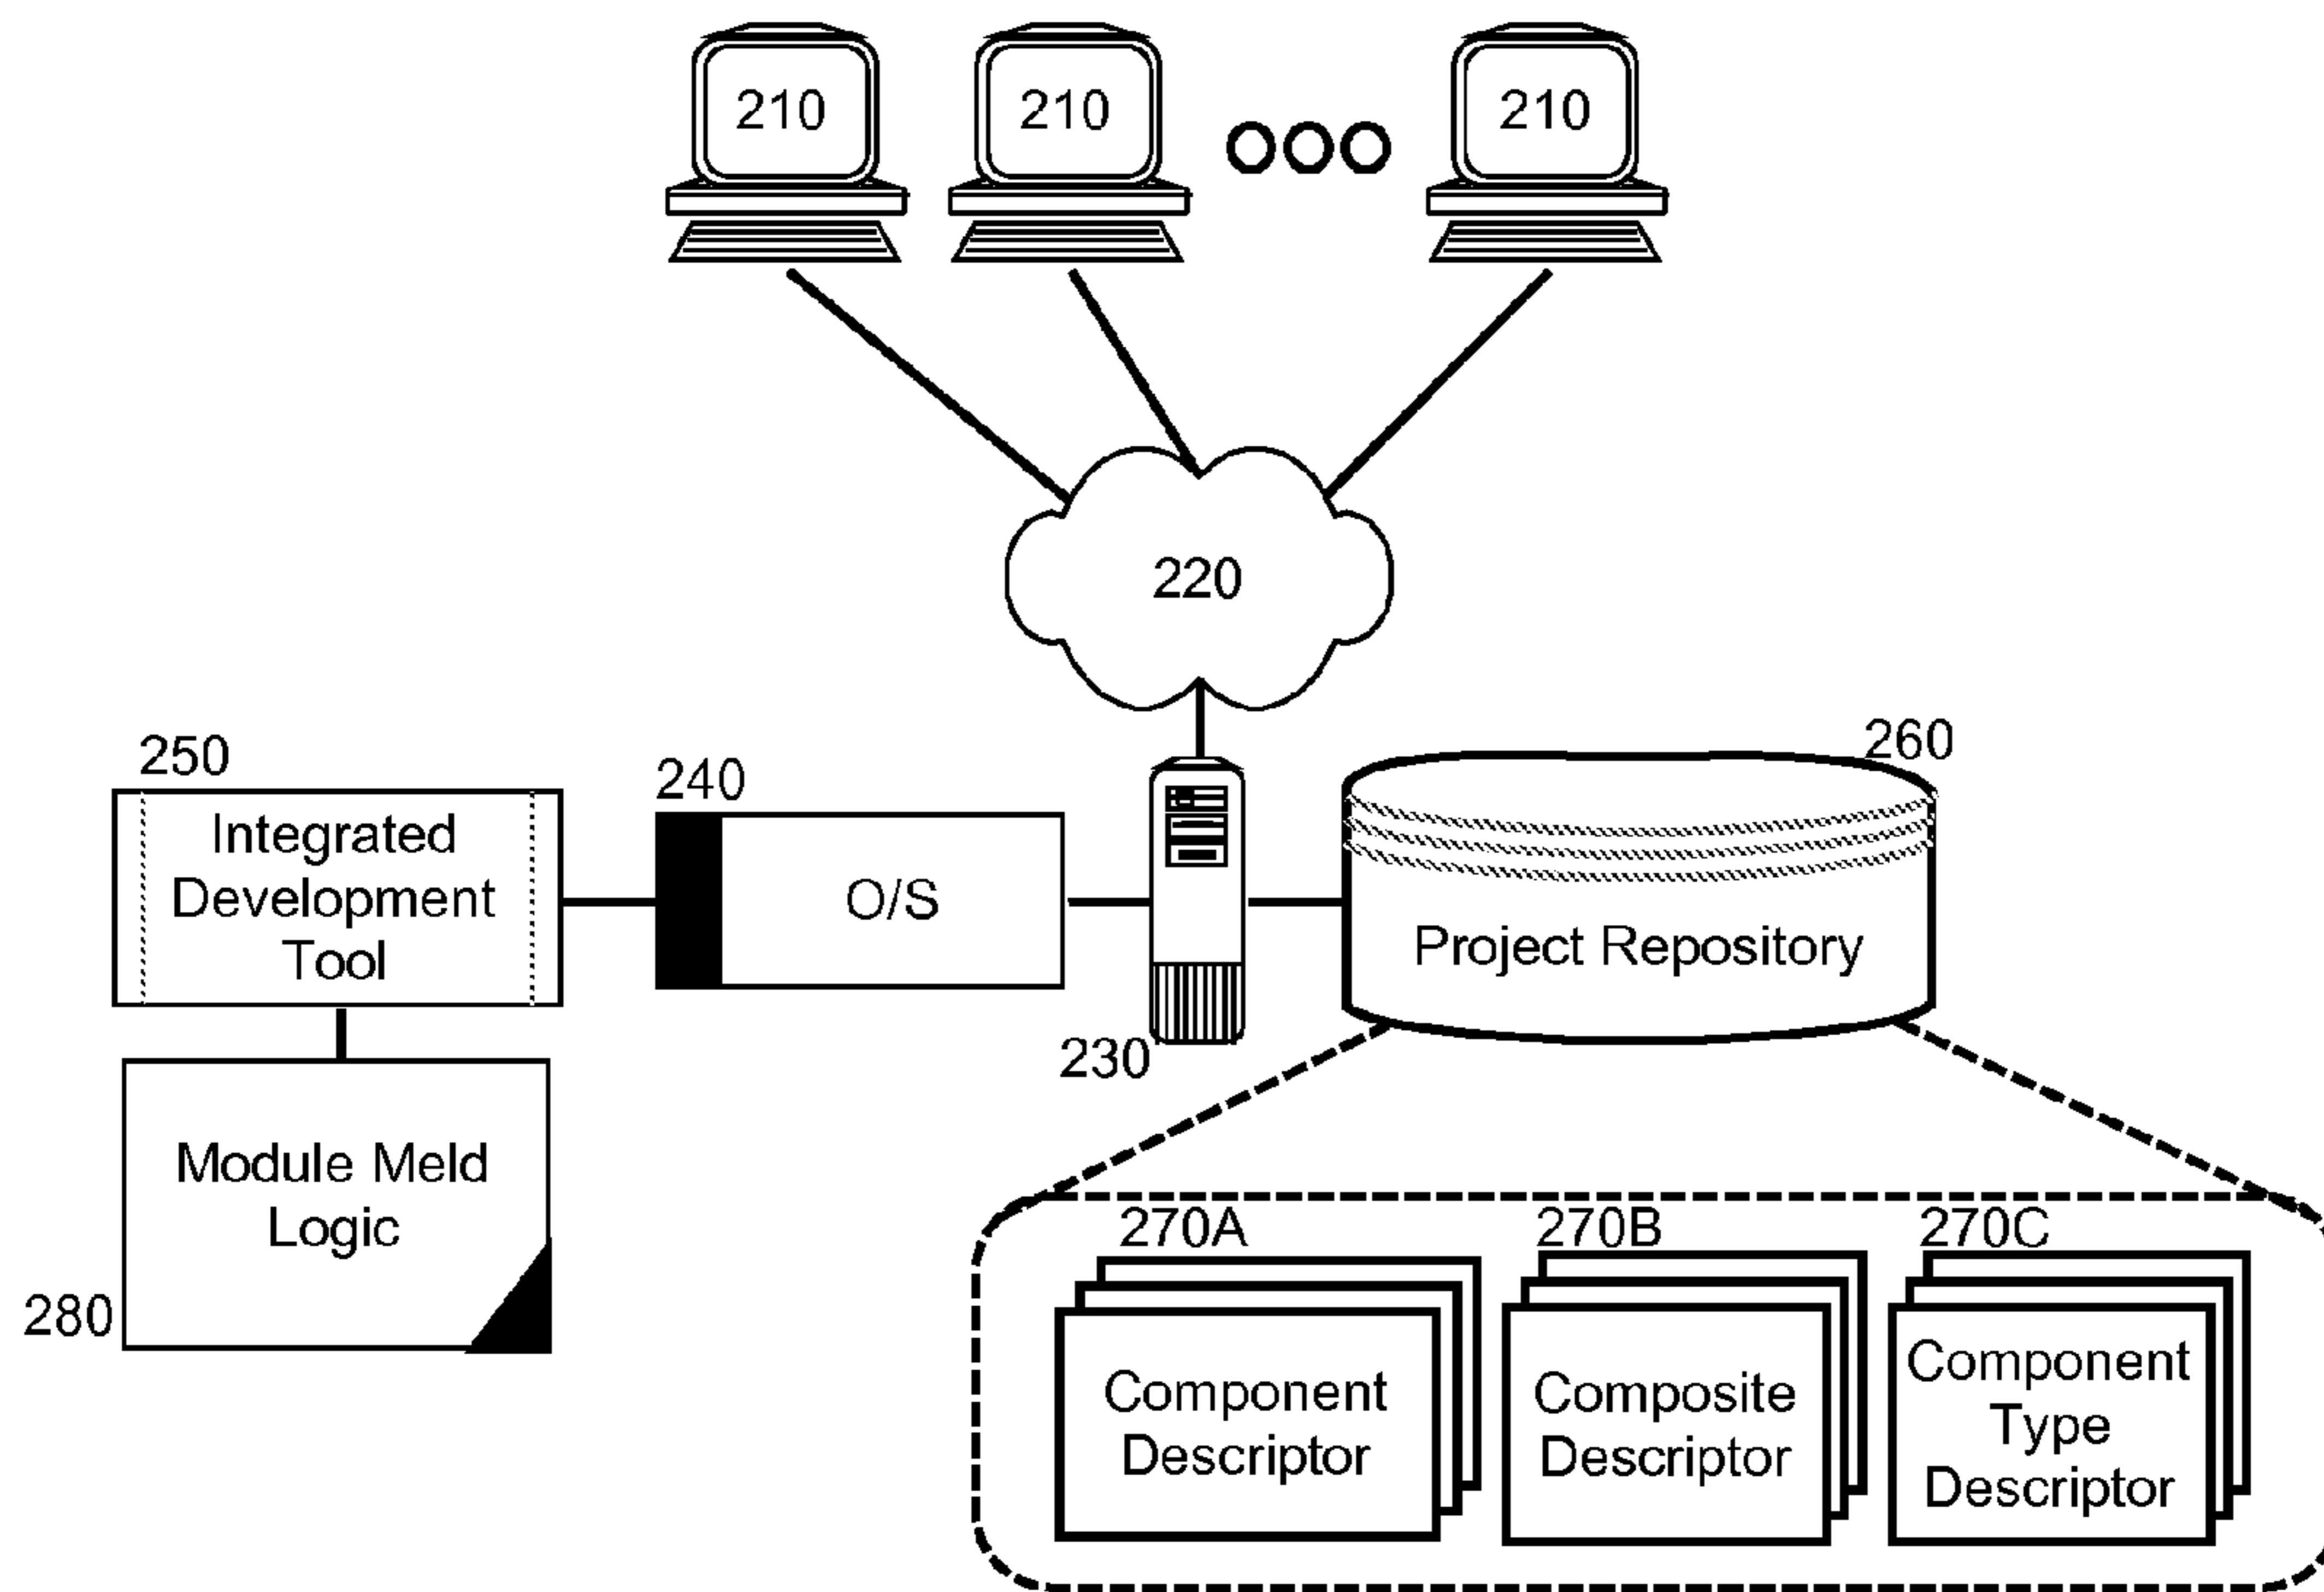 210
210
210
220
250
Integrated
Development
Tool
240
O/S
230
260
Project Repository
Module Meld
Logic
280
270A
Component
Descriptor
270B
Composite
Descriptor
270C
Component
Type
Descriptor